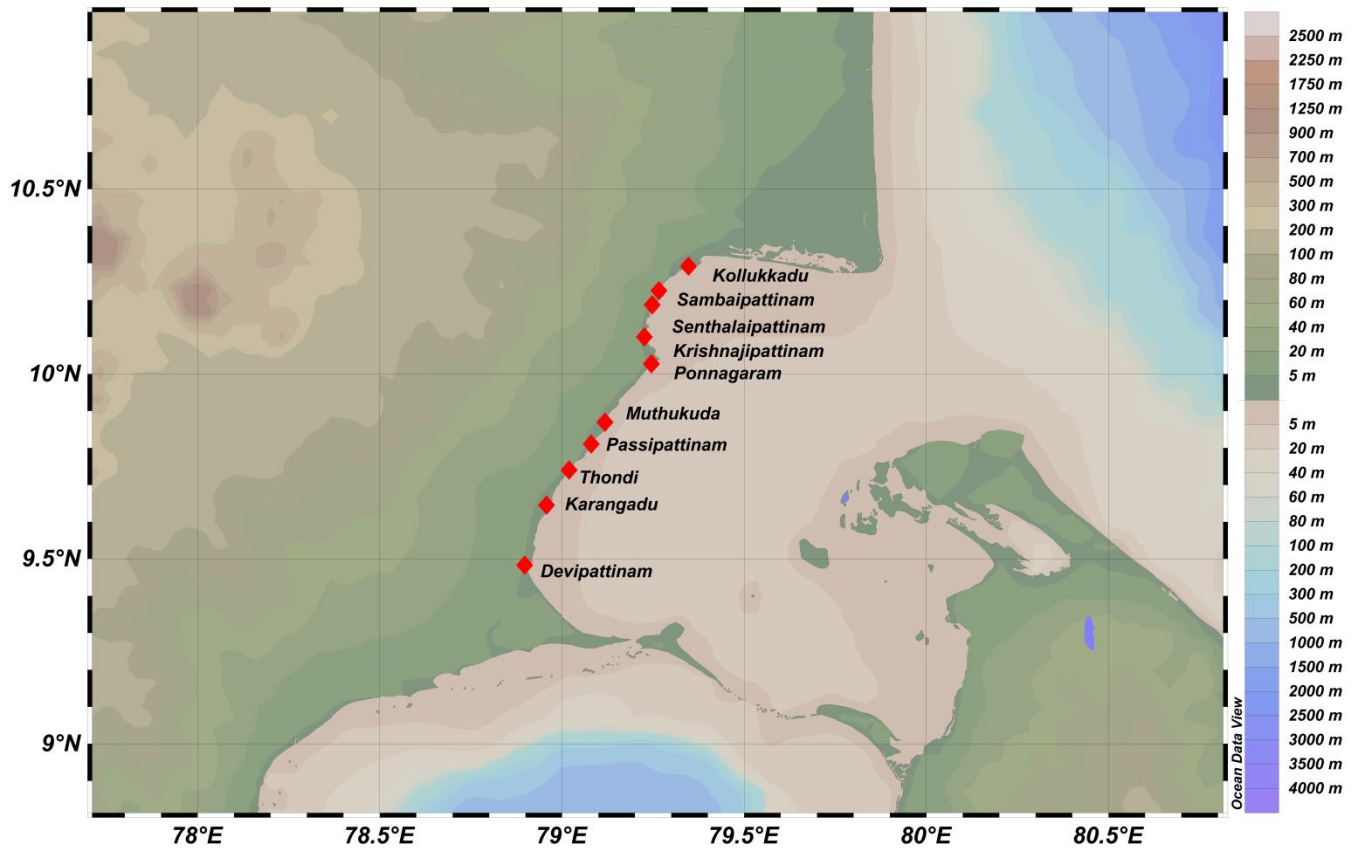 2500 m
2250 m
1750 m
1250 m
900 m
700 m
500 m
300 m
200 m
100 m
80 m
60 m
40 m
20 m
5 m
5 m
20 m
40 m
60 m
80 m
100 m
200 m
300 m
500 m
1000 m
1500 m
2000 m
2500 m
3000 m
3500 m
4000 m
Ocean Data View
10.5°N
10°N
9.5°N
9°N
Kollukkadu
Sambaipattinam
Senthalaipattinam
Krishnajipattinam
Ponnagaram
Muthukuda
Passipattinam
Thondi
Karangadu
Devipattinam
78°E
78.5°E
79°E
79.5°E
80°E
80.5°E